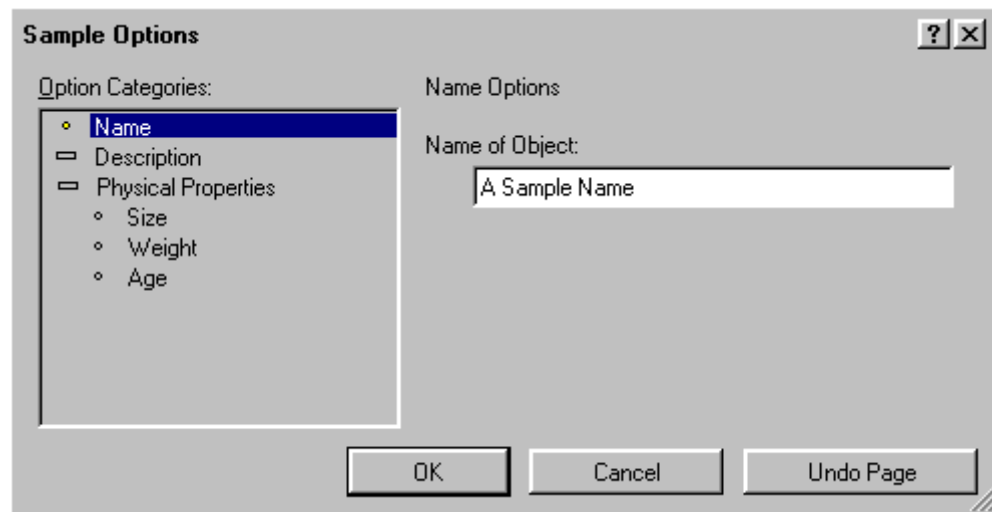 Sample Options
Option Categories:
Name
Description
Physical Properties
Size
Weight
Age
Name Options
Name of Object:
A Sample Name
OK
Cancel
Undo Page